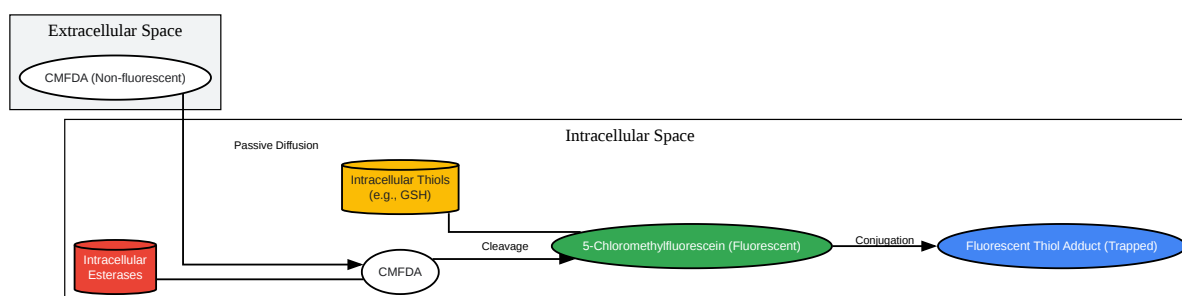 Extracellular Space
CMFDA (Non-fluorescent)
Intracellular Space
Passive Diffusion
Intracellular Thiols
(e.g., GSH)
Cleavage
5-Chloromethylfluorescein (Fluorescent)
Conjugation
Fluorescent Thiol Adduct (Trapped)
Intracellular
Esterases
CMFDA